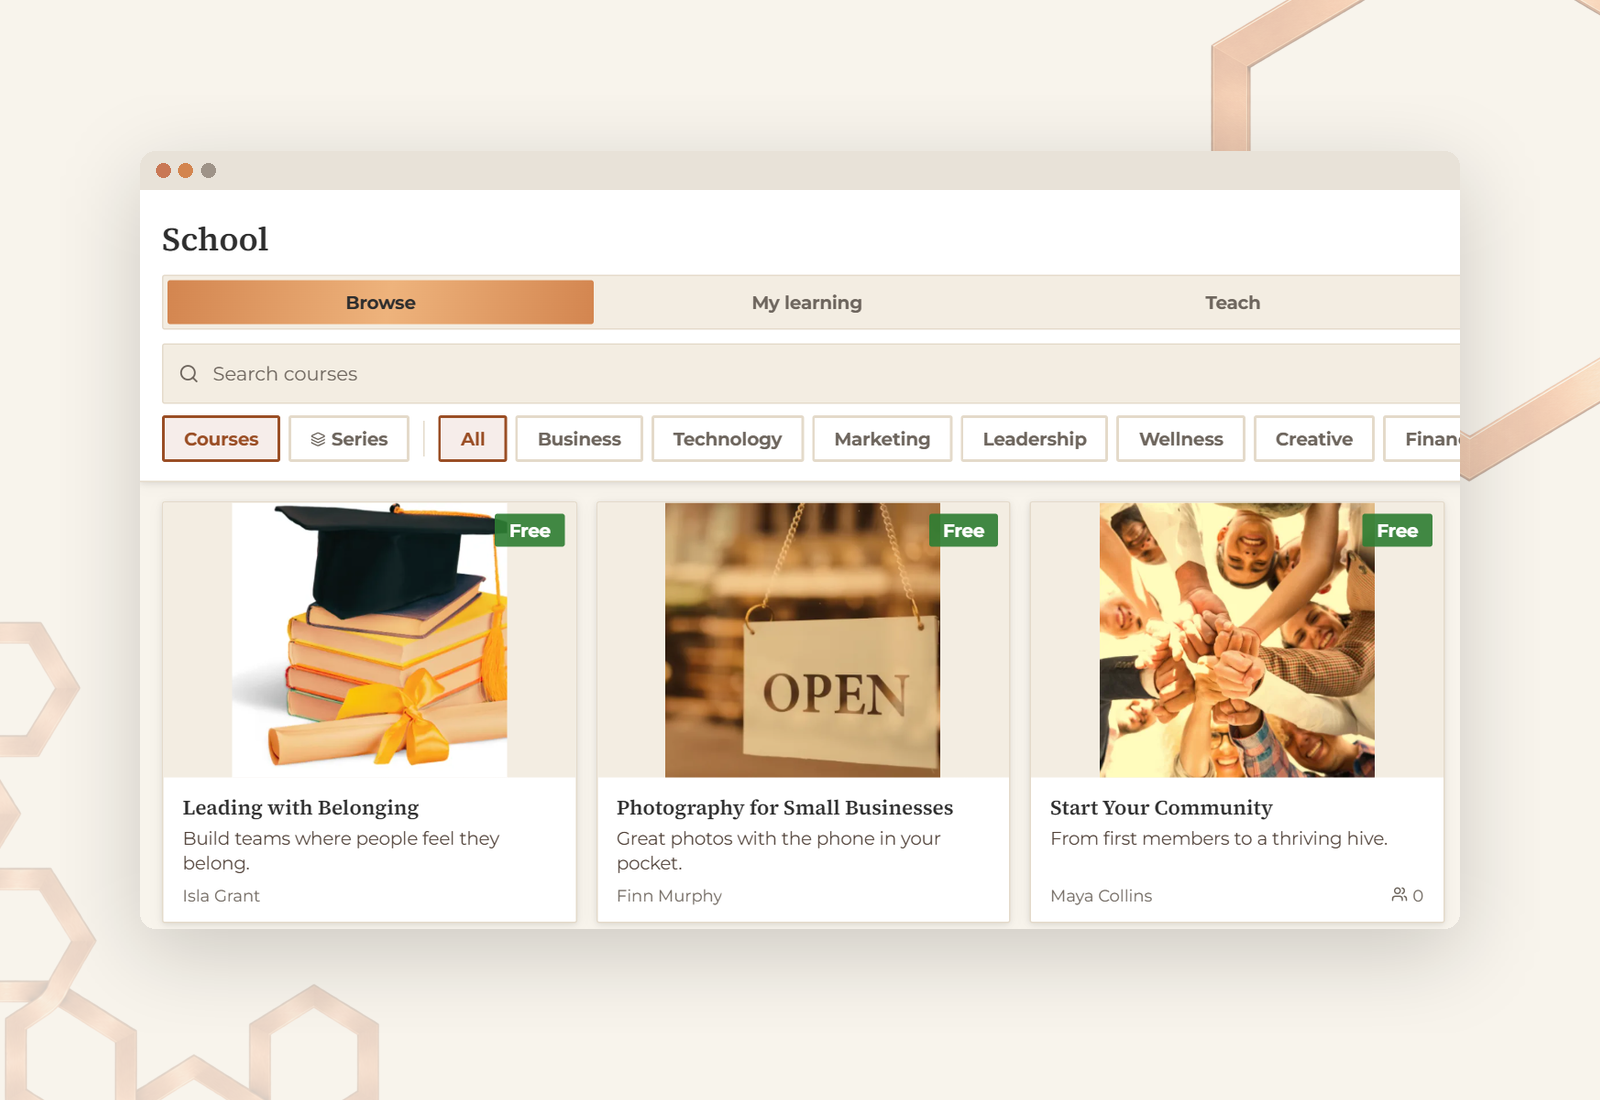 School
Browse
My learning
Teach
Search courses
Courses
Series
All
Business
Technology
Marketing
Leadership
Wellness
Creative
Finan
Free
Free
Free
OPEN
Leading with Belonging
Build teams where people feel they
belong.
Isla Grant
Photography for Small Businesses
Great photos with the phone in your
pocket.
Finn Murphy
Start Your Community
From first members to a thriving hive.
Maya Collins
0